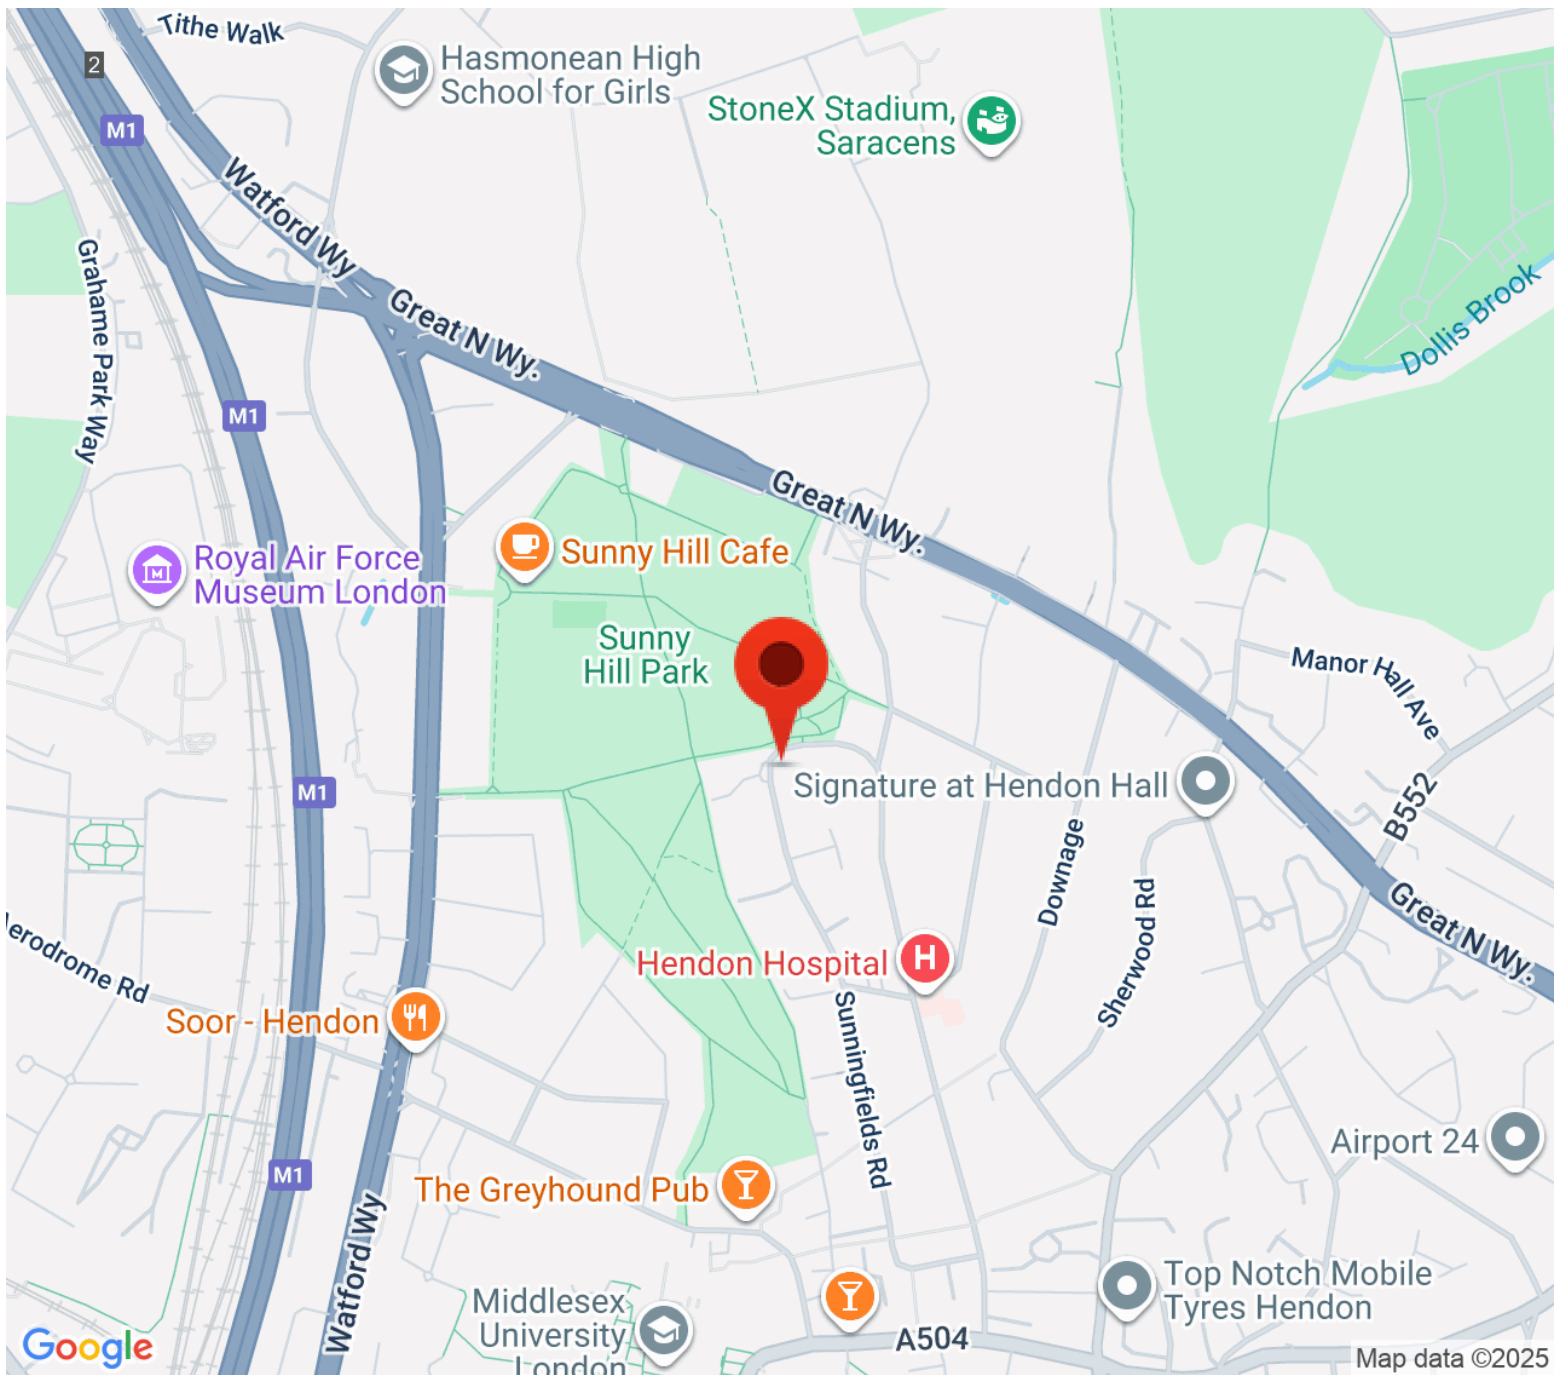 Tithe Walk
2
Hasmonean High
School for Girls
StoneX Stadium,
Saracens
M1
Watford Wy
Grahame Park Way
Great N Wy.
Dollis Brook
M1
Great N Wy.
Royal Air Force
Museum London
Sunny Hill Cafe
Sunny
Hill Park
Manor Hall Ave
M1
Signature at Hendon Hall
B552
Downage
Sherwood Rd
Great N Wy.
erodrome Rd
Hendon Hospital
H
Soor - Hendon
Sunningfields Rd
Airport 24
M1
The Greyhound Pub
Watford Wy
Top Notch Mobile
Tyres Hendon
Middlesex
University
London
A504
Google
Map data ©2025